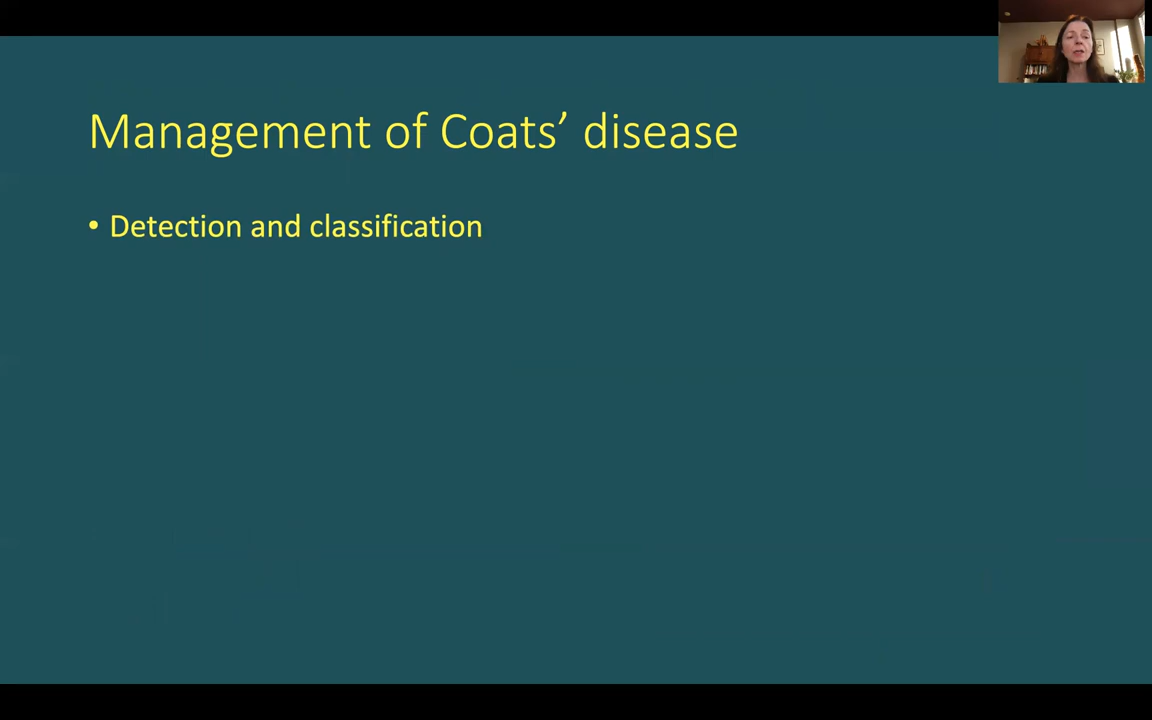 Management of Coats’ disease
• Detection and classification